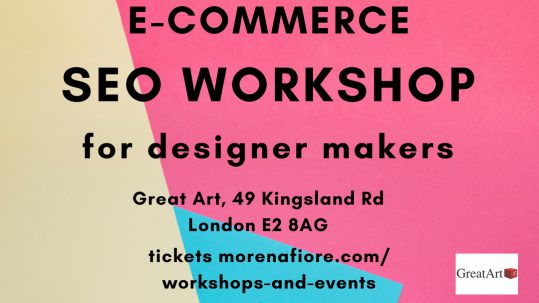 E-COMMERCE
SEO WORKSHOP
for designer makers
Great Art, 49 Kingsland Rd
London E2 8AG
tickets morenafiore.com/
workshops-and-events
GreatArt